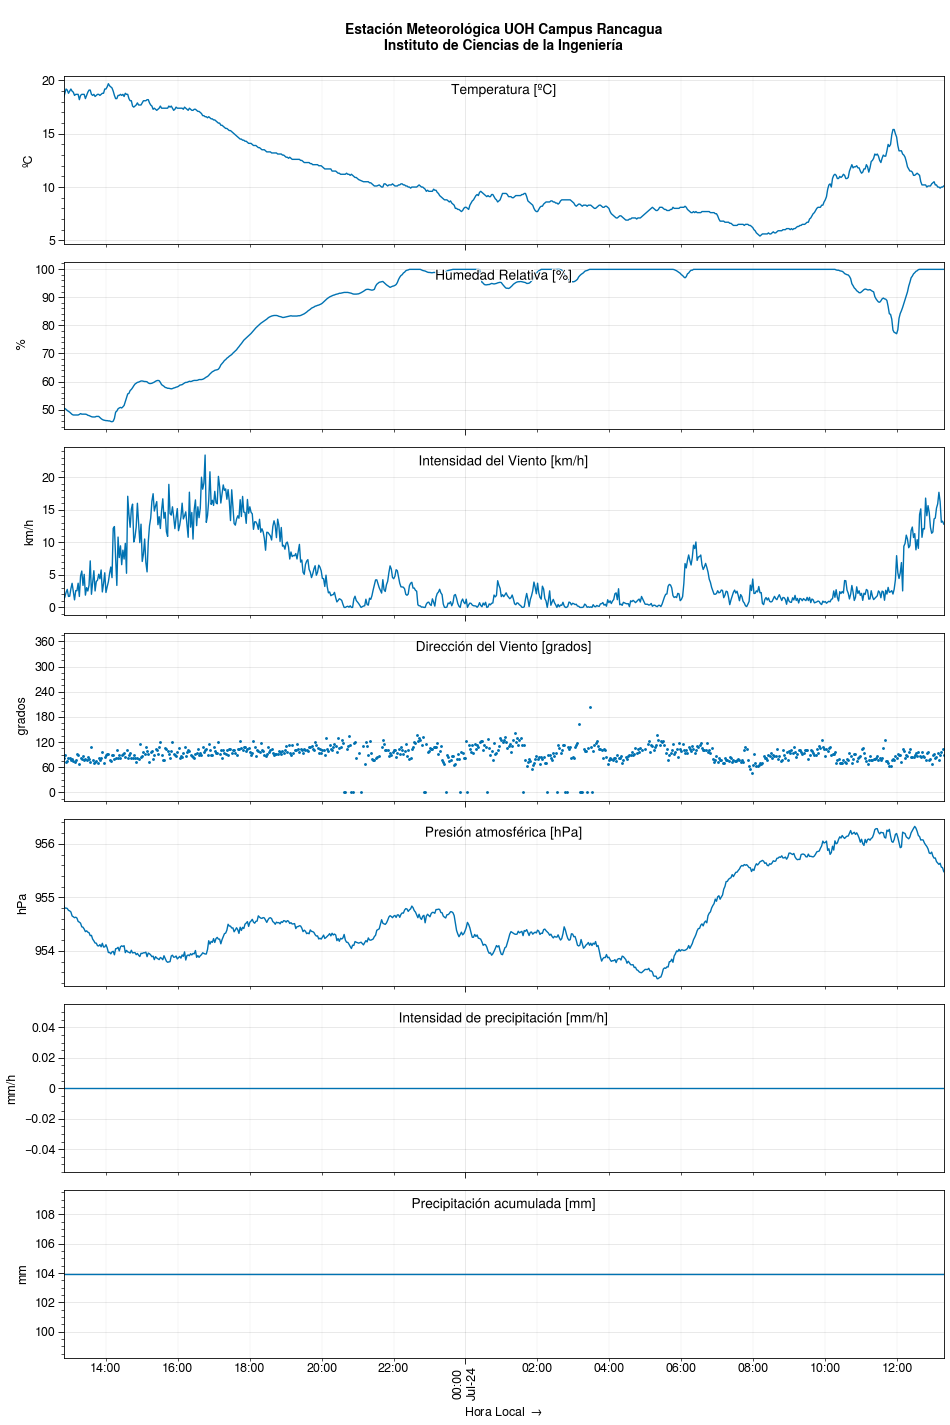 Estación Meteorológica UOH Campus Rancagua
Instituto de Ciencias de la Ingeniería
Temperatura [ºC]
ºC
20
15
10
5
Humedad Relativa [%]
%
100
90
80
70
60
50
Intensidad del Viento [km/h]
km/h
20
15
10
5
0
Dirección del Viento [grados]
grados
360
300
240
180
120
60
0
Presión atmosférica [hPa]
hPa
956
955
954
Intensidad de precipitación [mm/h]
mm/h
0.04
0.02
0
−0.02
−0.04
Precipitación acumulada [mm]
mm
108
106
104
102
100
14:00
16:00
18:00
20:00
22:00
00:00
Jul-24
02:00
04:00
06:00
08:00
10:00
12:00
Hora Local →